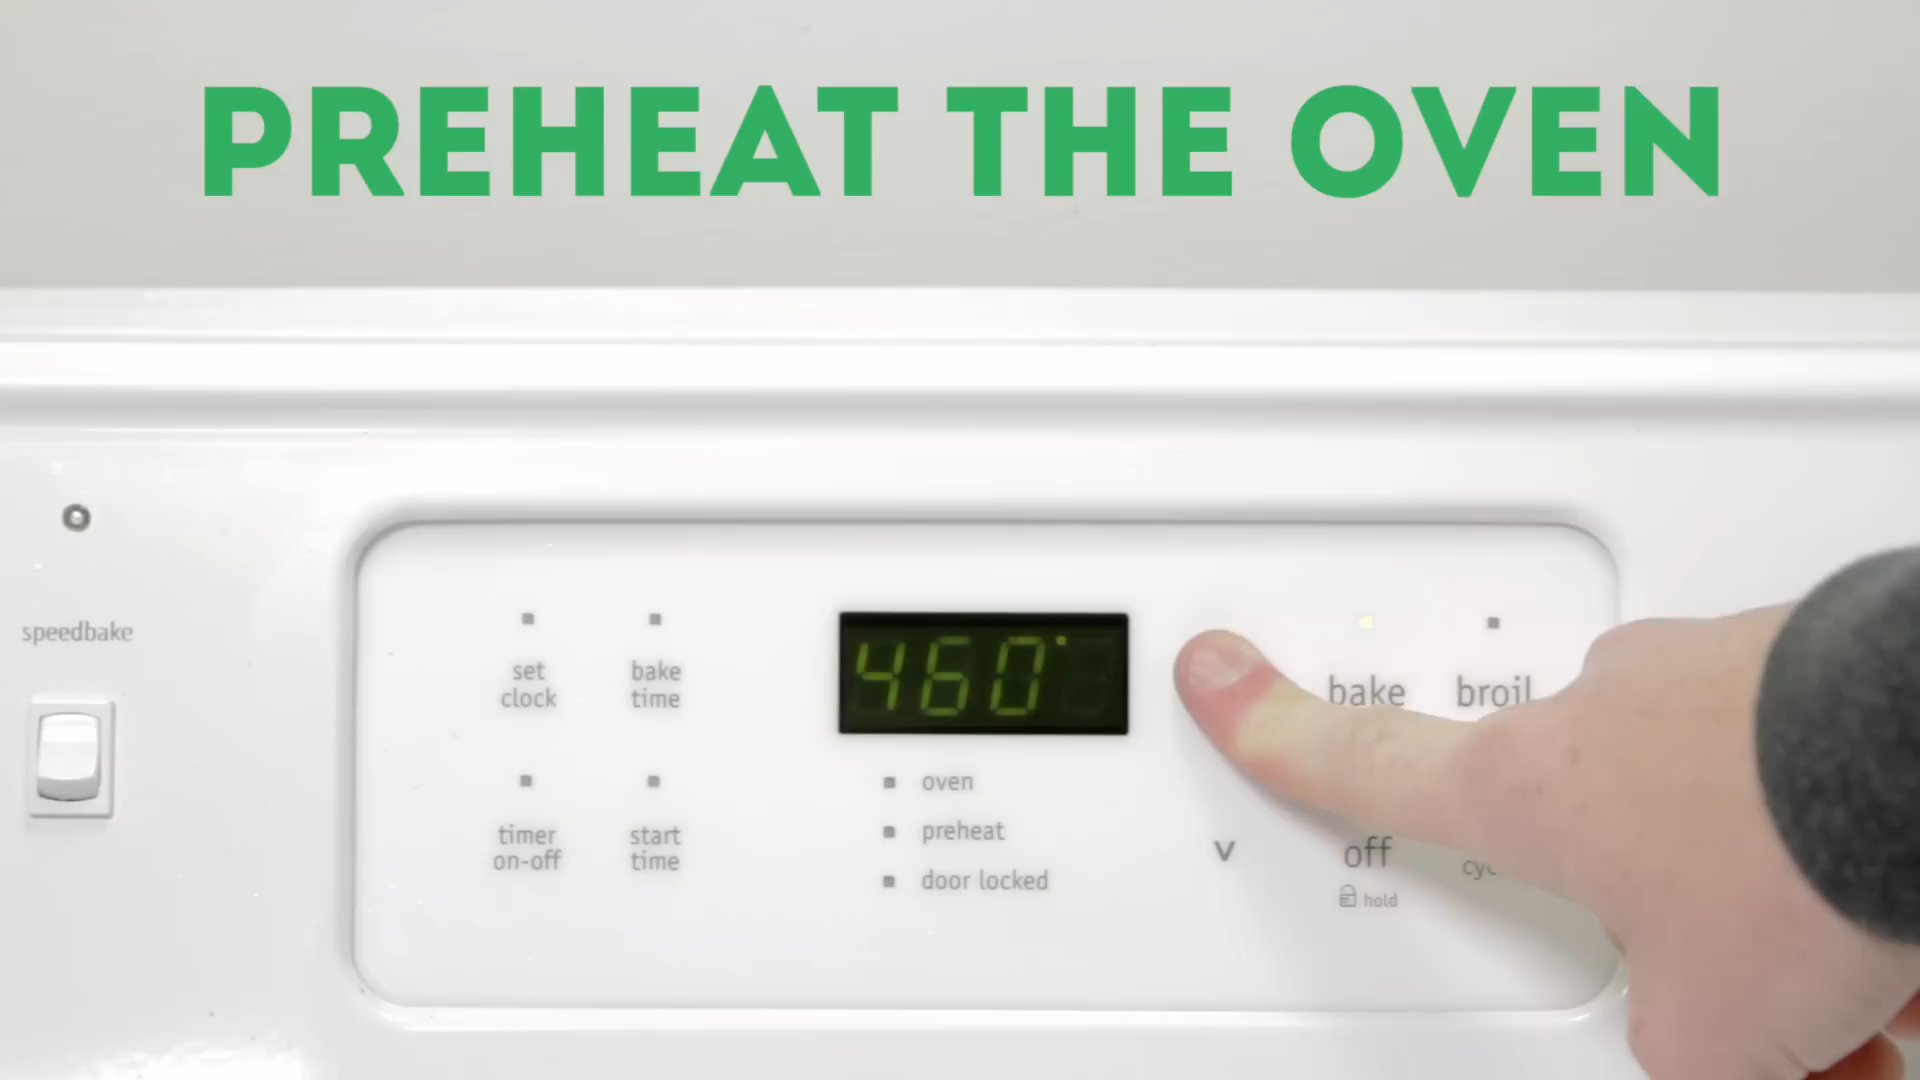 PREHEAT THE OVEN
speedbake
set
clock
bake
time
460°
bake
broil
timer
on-off
start
time
oven
preheat
door locked
v
off
hold